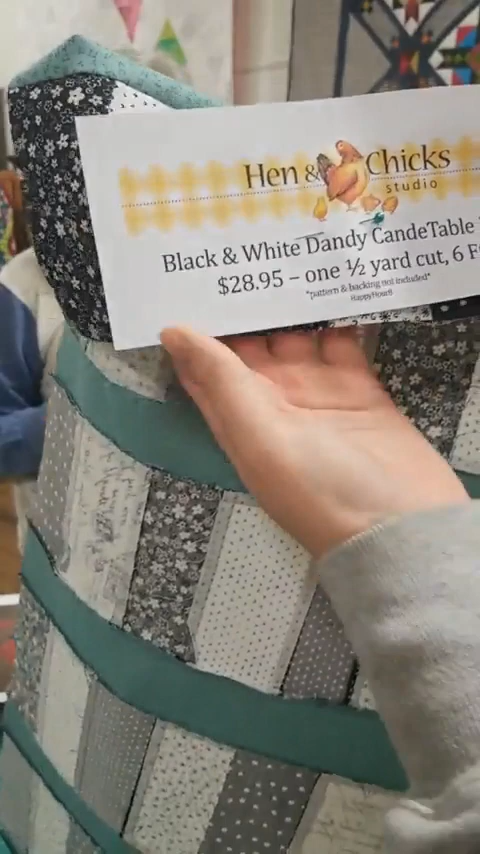 Hen & Chicks
studio
Black & White Dandy CandeTable
$28.95 – one ½ yard cut, 6 F
*pattern & backing not included*
HappyHour8